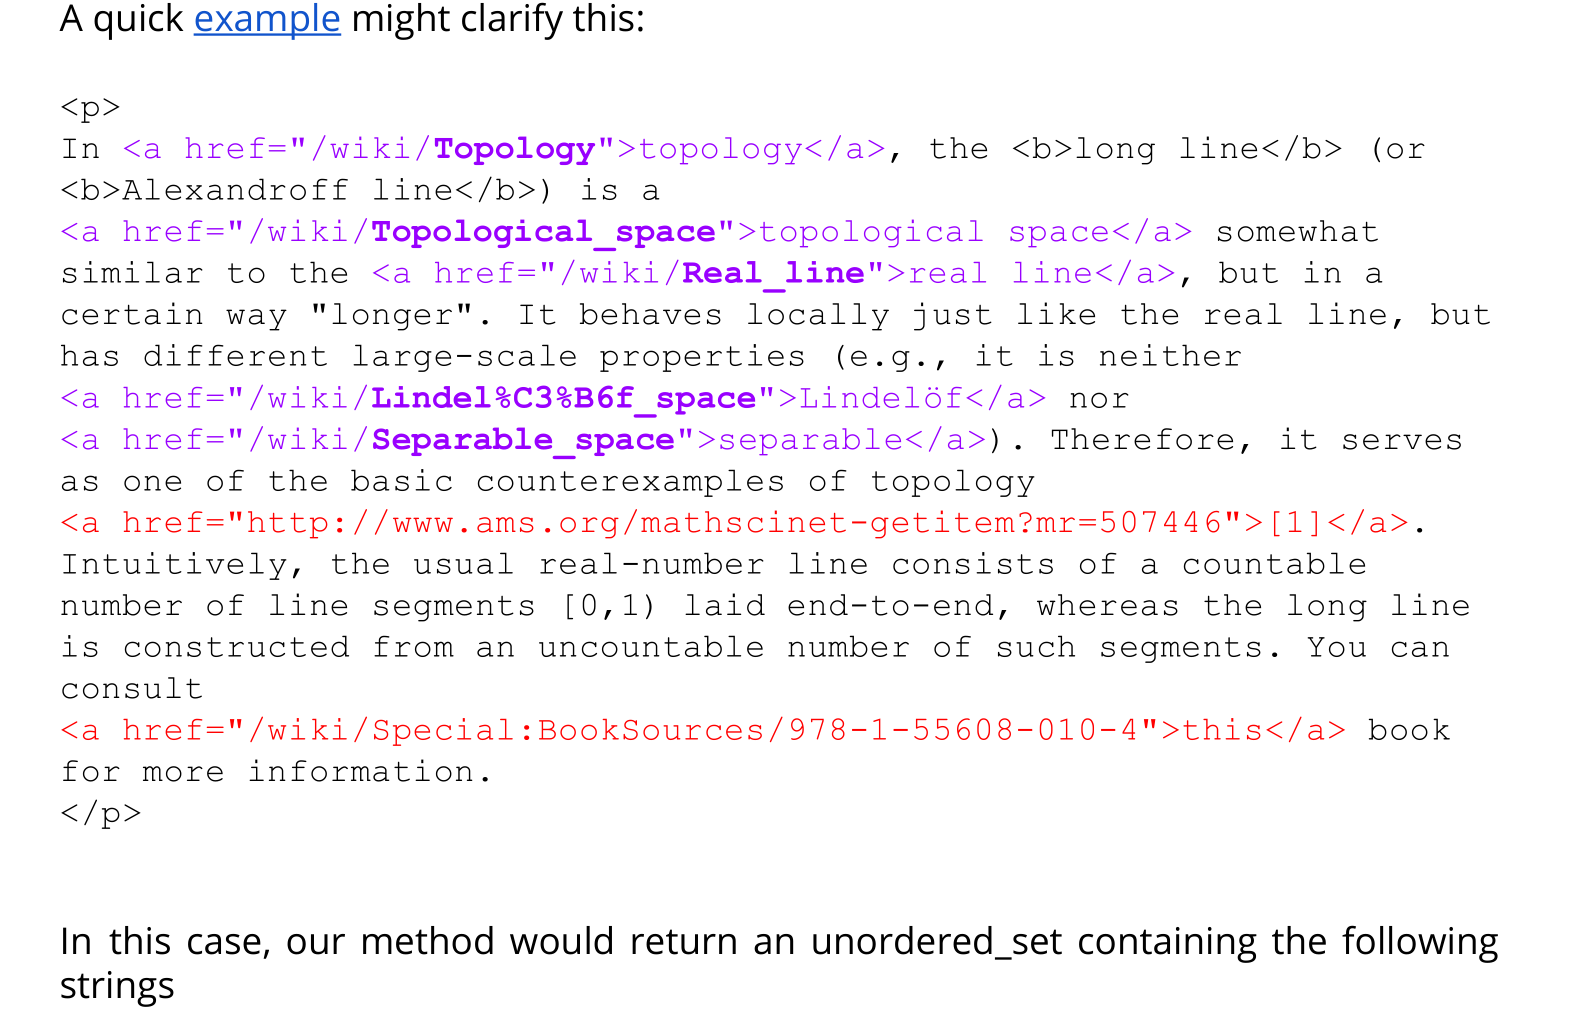 A quick example might clarify this:
<p>
In <a href="/wiki/Topology">topology</a>, the <b>long line</b> (or
<b>Alexandroff line</b>) is a
<a href="/wiki/Topological_space">topological space</a> somewhat
similar to the <a href="/wiki/Real_line">real line</a>, but in a
certain way "longer". It behaves locally just like the real line, but
has different large-scale properties (e.g., it is neither
<a href="/wiki/Lindel%C3%B6f_space">Lindelöf</a> nor
<a href="/wiki/Separable_space">separable</a>). Therefore, it serves
as one of the basic counterexamples of topology
<a href="http://www.ams.org/mathscinet-getitem?mr=507446">[1]</a>.
Intuitively, the usual real-number line consists of a countable
number of line segments [0,1) laid end-to-end, whereas the long line
is constructed from an uncountable number of such segments. You can
consult
<a href="/wiki/Special:BookSources/978-1-55608-010-4">this</a> book
for more information.
</p>
In this case, our method would return an unordered_set containing the following
strings